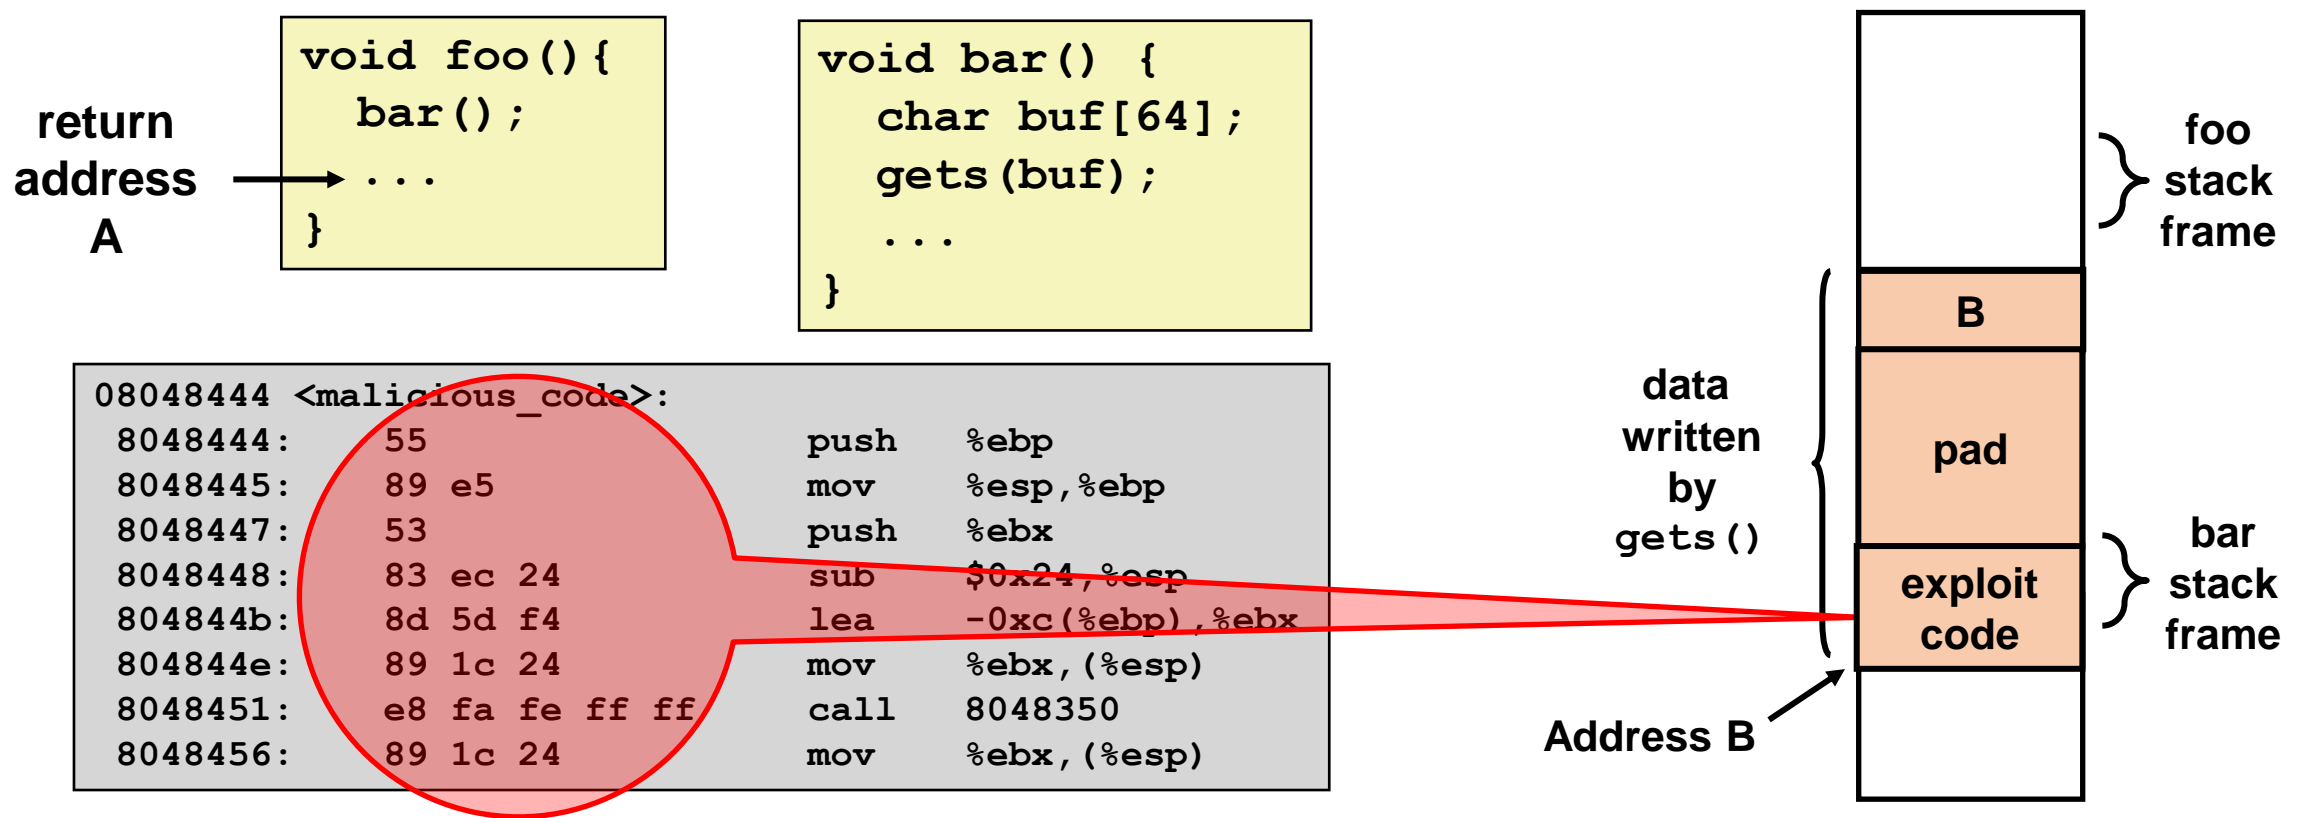 return
address
A
void foo(){
  bar();
  ...
}
void bar() {
  char buf[64];
  gets(buf);
  ...
}
08048444 <malicious_code>:
 8048444:    55                push   %ebp
 8048445:    89 e5             mov    %esp,%ebp
 8048447:    53                push   %ebx
 8048448:    83 ec 24          sub    $0x24,%esp
 804844b:    8d 5d f4          lea    -0xc(%ebp),%ebx
 804844e:    89 1c 24          mov    %ebx,(%esp)
 8048451:    e8 fa fe ff ff    call   8048350
 8048456:    89 1c 24          mov    %ebx,(%esp)
data
written
by
gets()
Address B
B
pad
exploit
code
foo
stack
frame
bar
stack
frame